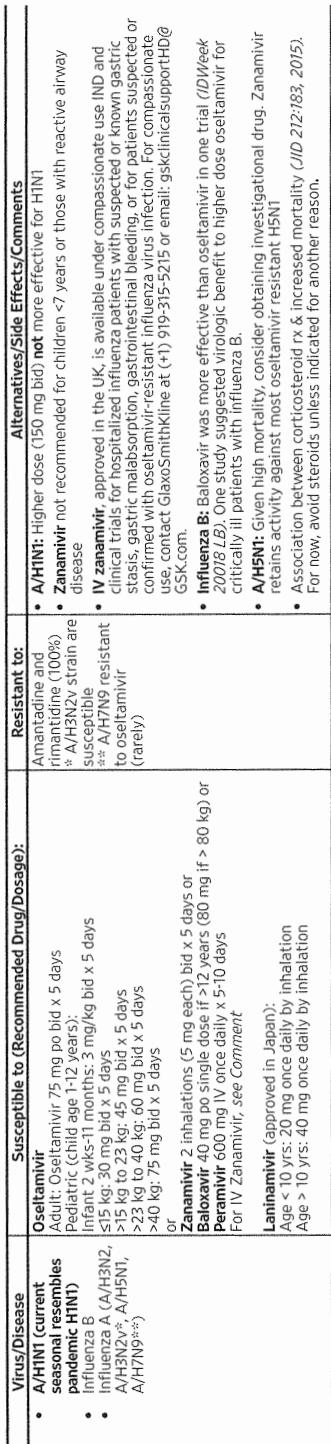 Virus/Disease
Susceptible to (Recommended Drug/Dosage):
Resistant to:
Alternatives/Side Effects/Comments
• A/H1N1 (current
seasonal resembles
pandemic H1N1)
• Influenza B
• Influenza A (A/H3N2,
A/H3N2v*, A/H5N1,
A/H7N9**)
Oseltamivir
Adult: Oseltamivir 75 mg po bid x 5 days
Pediatric (child age 1-12 years):
Infant 2 wks-11 months: 3 mg/kg bid x 5 days
≤15 kg: 30 mg bid x 5 days
>15 kg to 23 kg: 45 mg bid x 5 days
>23 kg to 40 kg: 60 mg bid x 5 days
>40 kg: 75 mg bid x 5 days
or
Zanamivir 2 inhalations (5 mg each) bid x 5 days or
Baloxavir 40 mg po single dose if >12 years (80 mg if > 80 kg) or
Peramivir 600 mg IV once daily x 5-10 days
For IV Zanamivir, see Comment
Laninamivir (approved in Japan):
Age < 10 yrs: 20 mg once daily by inhalation
Age > 10 yrs: 40 mg once daily by inhalation
Amantadine and
rimantidine (100%)
* A/H3N2v strain are
susceptible
** A/H7N9 resistant
to oseltamivir
(rarely)
• A/H1N1: Higher dose (150 mg bid) not more effective for H1N1
• Zanamivir not recommended for children <7 years or those with reactive airway
disease
• IV zanamivir, approved in the UK, is available under compassionate use IND and
clinical trials for hospitalized influenza patients with suspected or known gastric
stasis, gastric malabsorption, gastrointestinal bleeding, or for patients suspected or
confirmed with oseltamivir-resistant influenza virus infection. For compassionate
use, contact GlaxoSmithKline at (+1) 919-315-5215 or email: gskclinicalsupportHD@
GSK.com.
• Influenza B: Baloxavir was more effective than oseltamivir in one trial (IDWeek
20018 LB). One study suggested virologic benefit to higher dose oseltamivir for
critically ill patients with influenza B.
• A/H5N1: Given high mortality, consider obtaining investigational drug. Zanamivir
retains activity against most oseltamivir resistant H5N1
• Association between corticosteroid rx & increased mortality (JID 212:183, 2015).
For now, avoid steroids unless indicated for another reason.